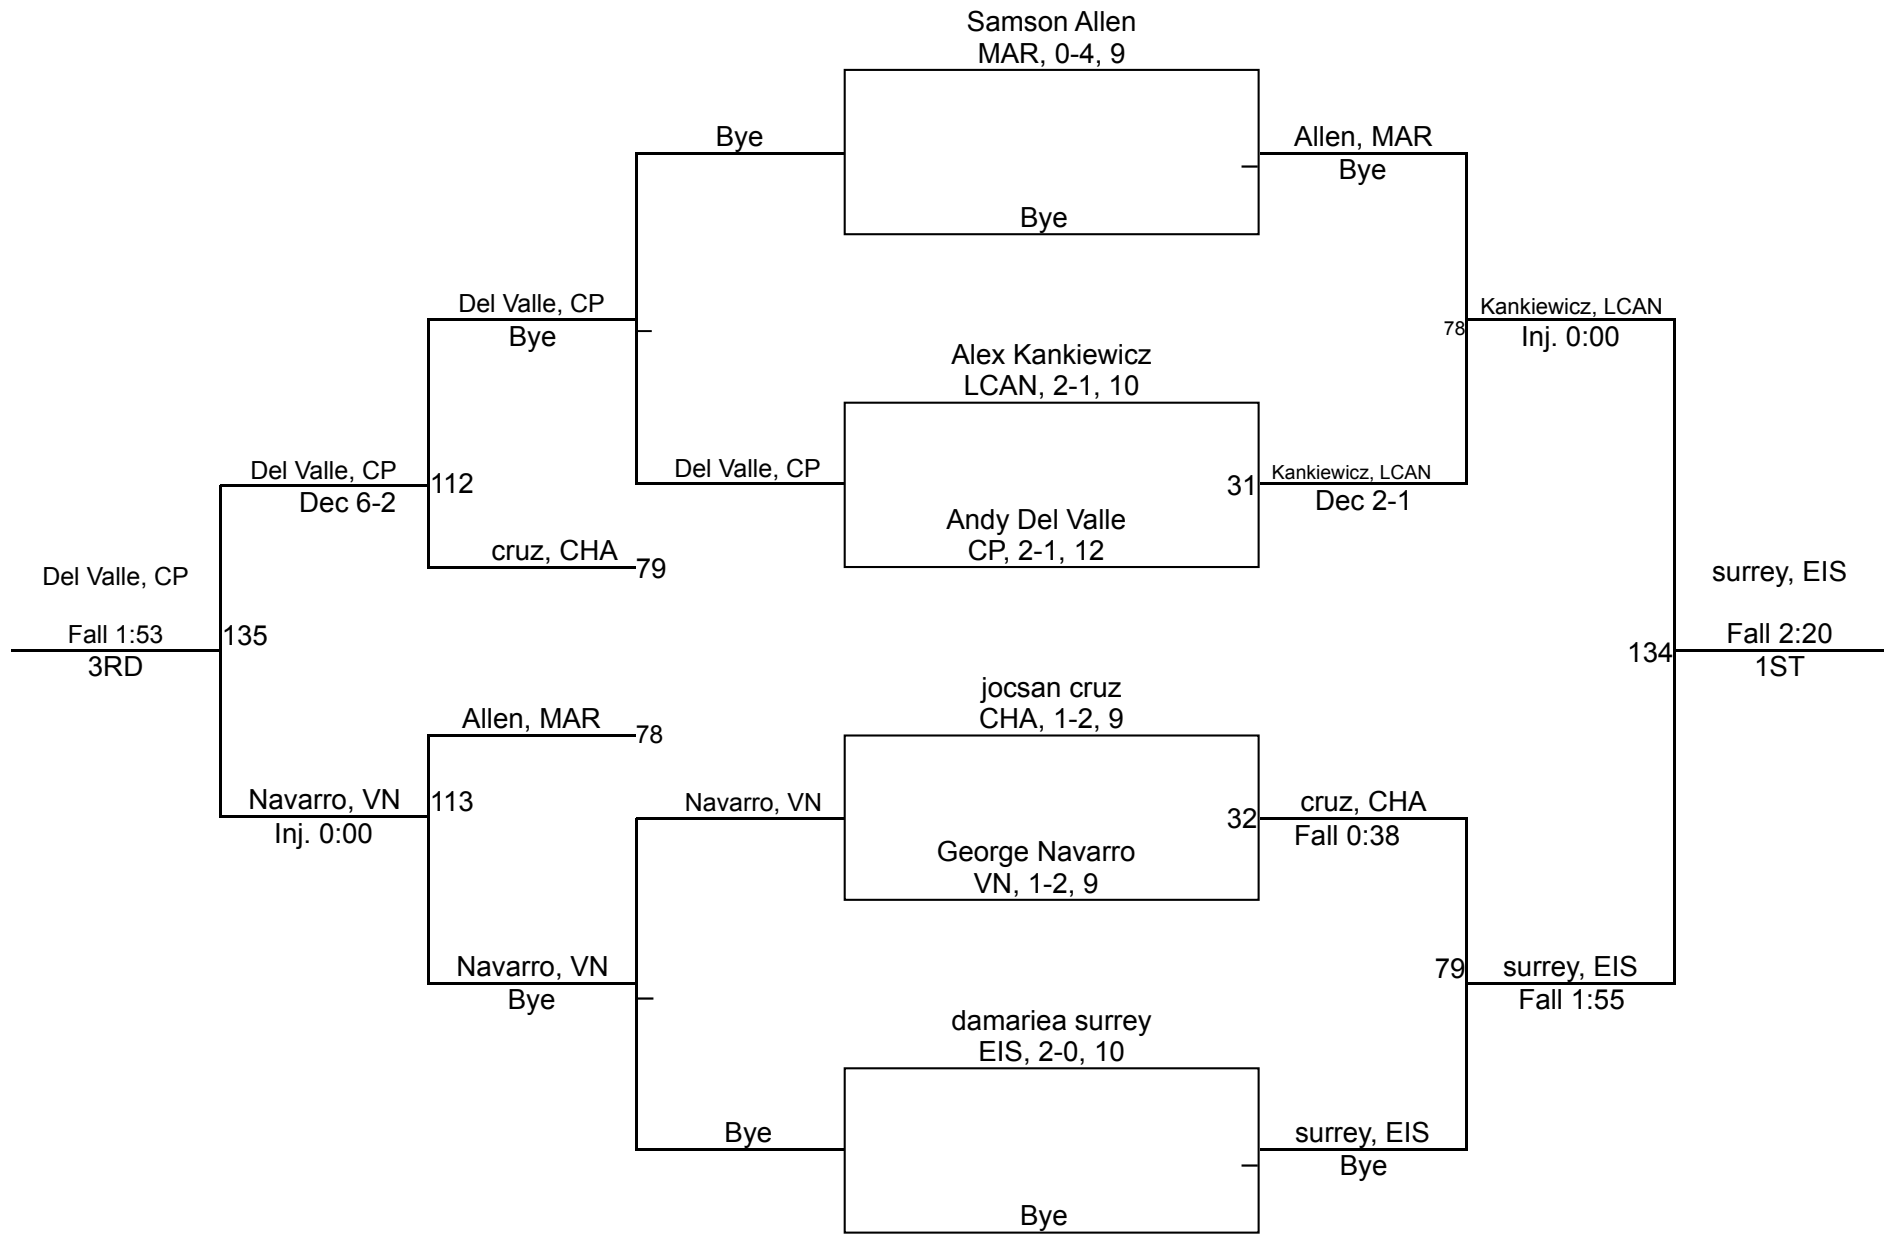 Samson Allen
MAR, 0-4, 9
Bye
Allen, MAR
Bye
Bye
Del Valle, CP
Bye
Kankiewicz, LCAN
78
Inj. 0:00
Alex Kankiewicz
LCAN, 2-1, 10
Del Valle, CP
112
Dec 6-2
Del Valle, CP
31
Kankiewicz, LCAN
Dec 2-1
Andy Del Valle
CP, 2-1, 12
cruz, CHA
79
Del Valle, CP
surrey, EIS
Fall 1:53
135
3RD
134
Fall 2:20
1ST
jocsan cruz
CHA, 1-2, 9
Allen, MAR
78
Navarro, VN
113
Inj. 0:00
Navarro, VN
32
cruz, CHA
Fall 0:38
George Navarro
VN, 1-2, 9
Navarro, VN
Bye
79
surrey, EIS
Fall 1:55
damariea surrey
EIS, 2-0, 10
Bye
surrey, EIS
Bye
Bye